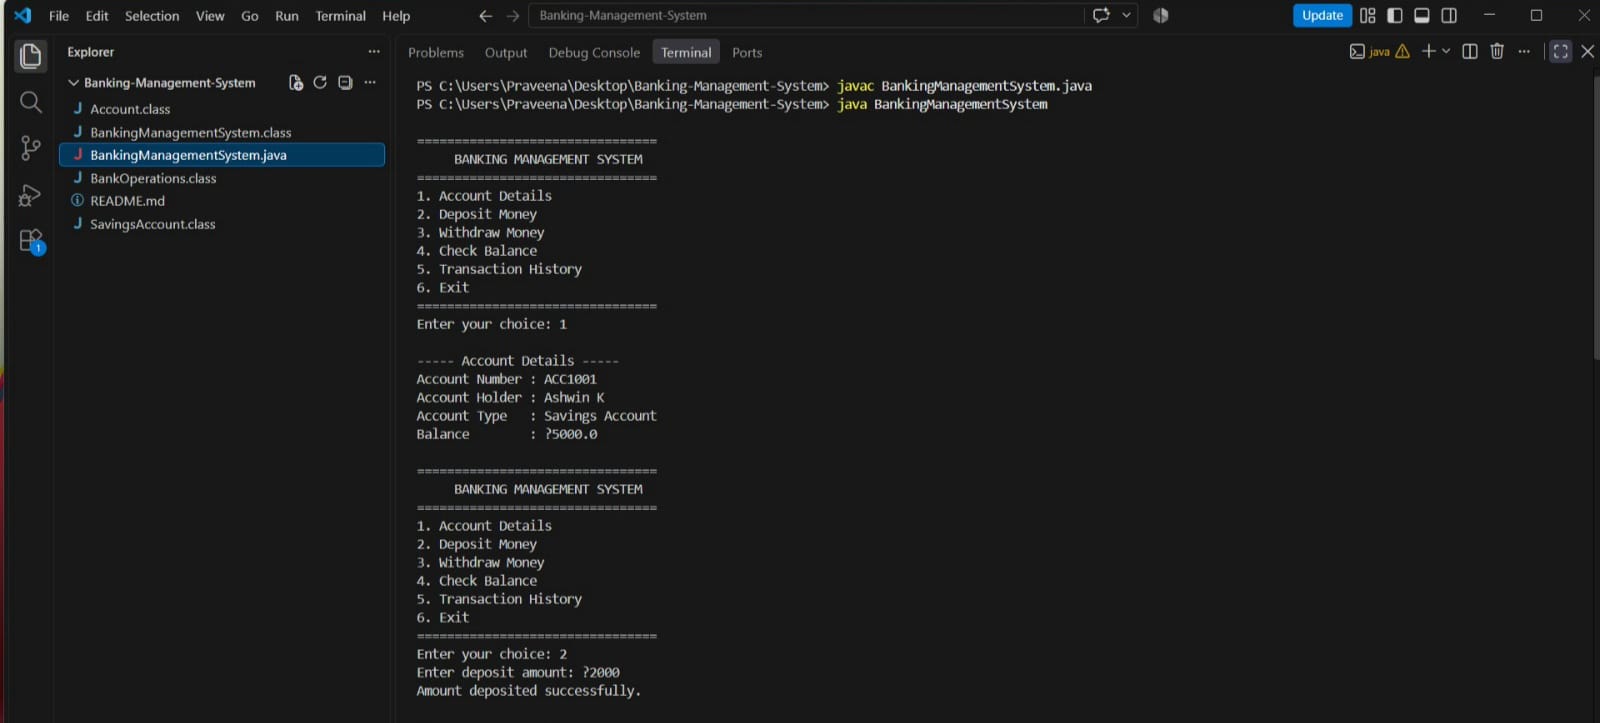 File Edit Selection View Go Run Terminal Help
Banking-Management-System
Update
Explorer
Banking-Management-System
Account.class
BankingManagementSystem.class
BankingManagementSystem.java
BankOperations.class
README.md
SavingsAccount.class
1
Problems Output Debug Console Terminal Ports
java
PS C:\Users\Praveena\Desktop\Banking-Management-System> javac BankingManagementSystem.java
PS C:\Users\Praveena\Desktop\Banking-Management-System> java BankingManagementSystem
================================
BANKING MANAGEMENT SYSTEM
================================
1. Account Details
2. Deposit Money
3. Withdraw Money
4. Check Balance
5. Transaction History
6. Exit
================================
Enter your choice: 1
----- Account Details -----
Account Number : ACC1001
Account Holder : Ashwin K
Account Type   : Savings Account
Balance        : ?5000.0
================================
BANKING MANAGEMENT SYSTEM
================================
1. Account Details
2. Deposit Money
3. Withdraw Money
4. Check Balance
5. Transaction History
6. Exit
================================
Enter your choice: 2
Enter deposit amount: ?2000
Amount deposited successfully.